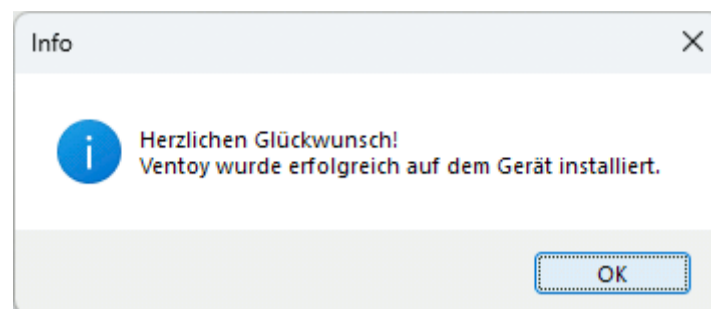 Info
Herzlichen Glückwunsch!
Ventoy wurde erfolgreich auf dem Gerät installiert.
OK